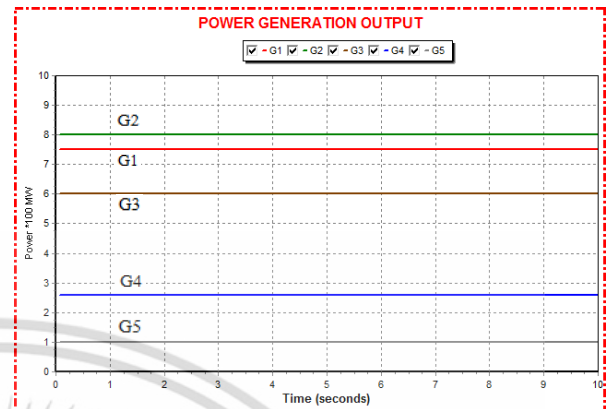 POWER GENERATION OUTPUT
G1 G2 G3 G4 G5
10
9
8
7
6
5
4
3
2
1
0
Power *100 MW
G2
G1
G3
G4
G5
0 1 2 3 4 5 6 7 8 9 10
Time (seconds)